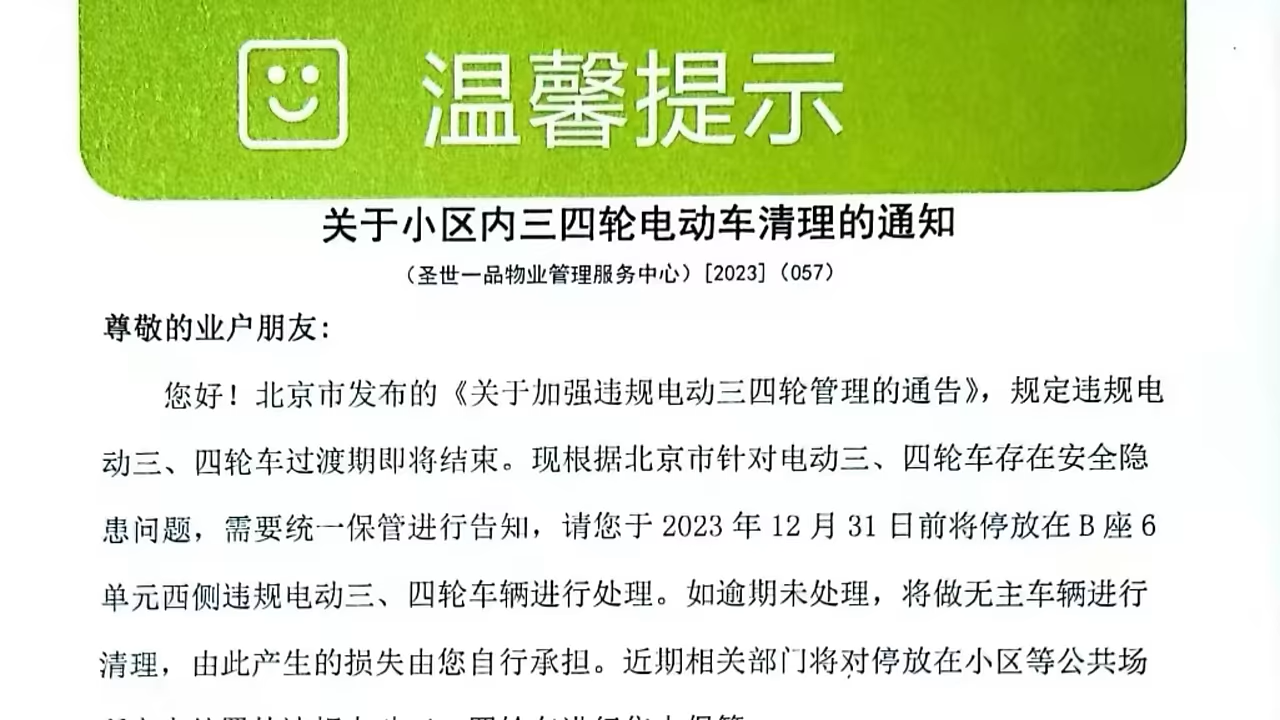 温馨提示
关于小区内三四轮电动车清理的通知
（圣世一品物业管理服务中心）[2023]（057）
尊敬的业户朋友：
您好！北京市发布的《关于加强违规电动三四轮管理的通告》，规定违规电
动三、四轮车过渡期即将结束。现根据北京市针对电动三、四轮车存在安全隐
患问题，需要统一保管进行告知，请您于 2023 年 12 月 31 日前将停放在 B 座 6
单元西侧违规电动三、四轮车辆进行处理。如逾期未处理，将做无主车辆进行
清理，由此产生的损失由您自行承担。近期相关部门将对停放在小区等公共场